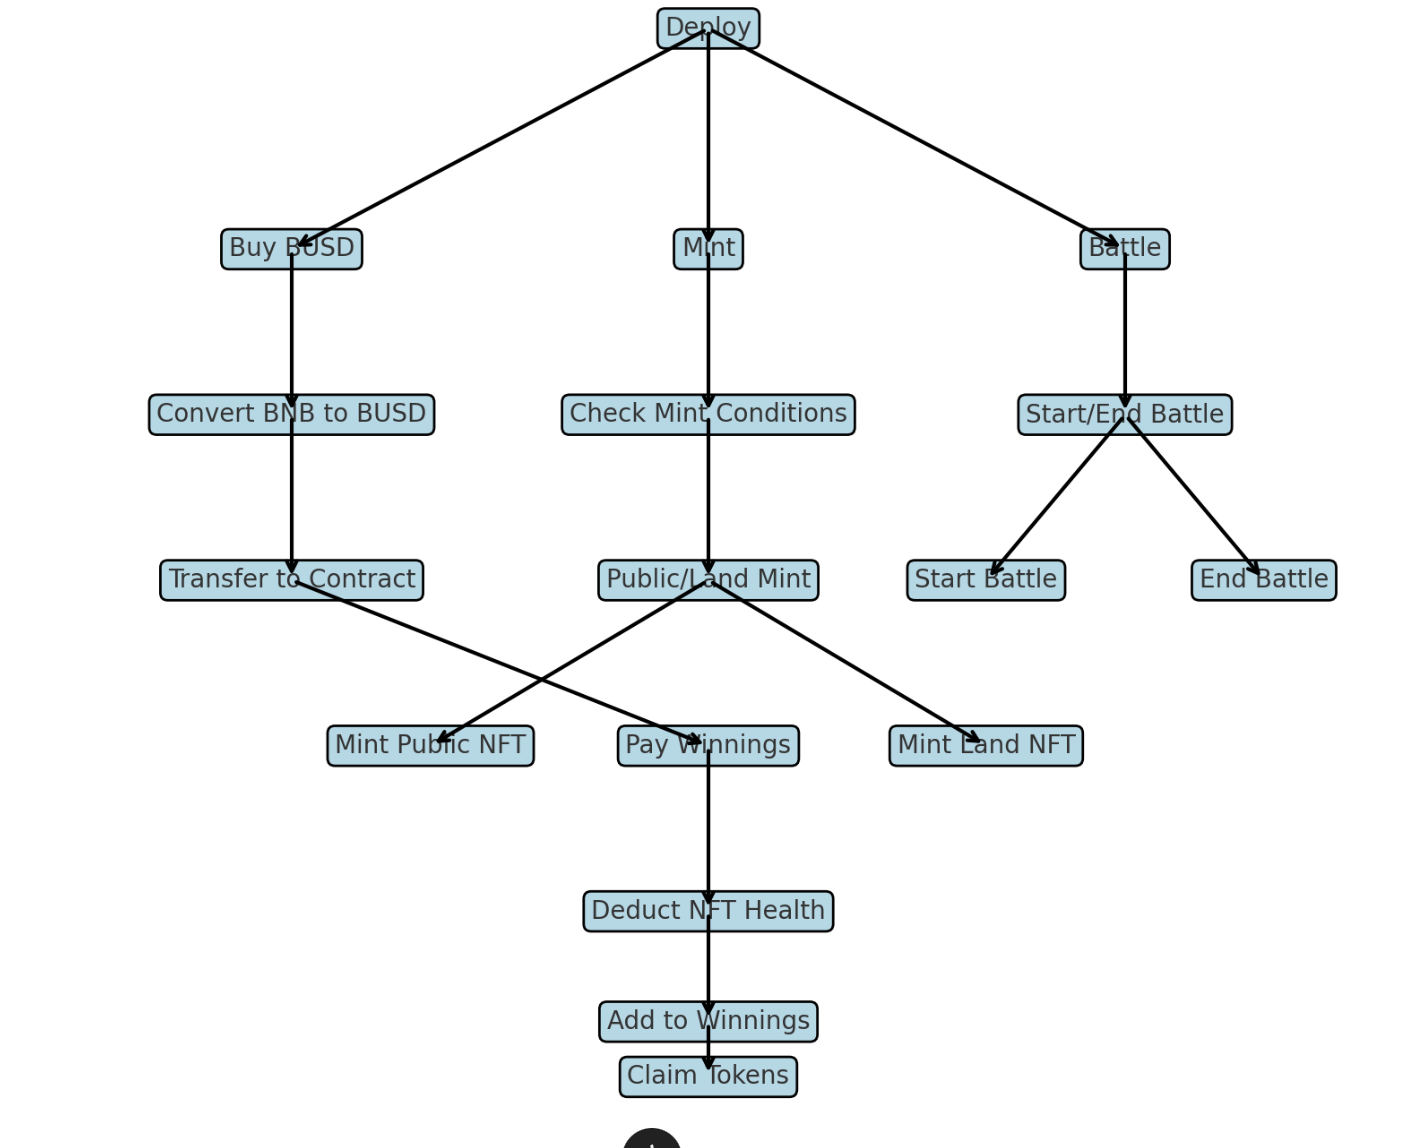 Deploy
Buy BUSD
Mint
Battle
Convert BNB to BUSD
Check Mint Conditions
Start/End Battle
Transfer to Contract
Public/Land Mint
Start Battle
End Battle
Mint Public NFT
Pay Winnings
Mint Land NFT
Deduct NFT Health
Add to Winnings
Claim Tokens